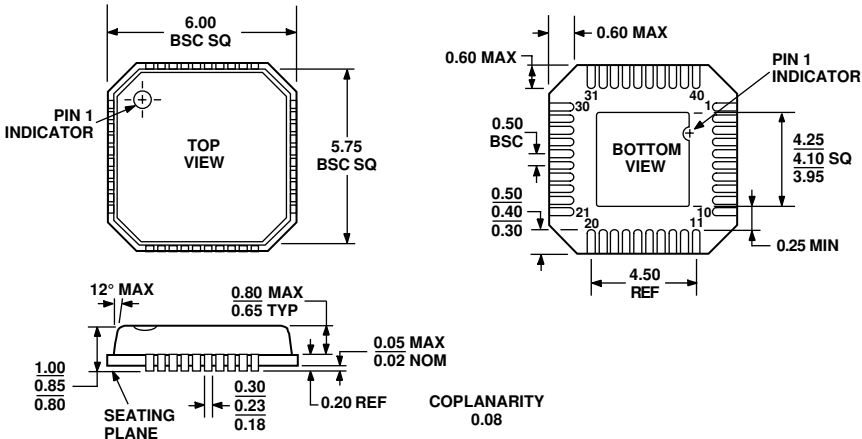 6.00
BSC SQ
PIN 1
INDICATOR
TOP
VIEW
5.75
BSC SQ
0.60 MAX
0.60 MAX
PIN 1
INDICATOR
31
40
30
1
0.50
BSC
BOTTOM
VIEW
4.25
4.10 SQ
3.95
0.50
0.40
0.30
21
10
20
11
0.25 MIN
4.50
REF
12° MAX
0.80 MAX
0.65 TYP
0.05 MAX
0.02 NOM
1.00
0.85
0.80
SEATING
PLANE
0.30
0.23
0.18
0.20 REF
COPLANARITY
0.08